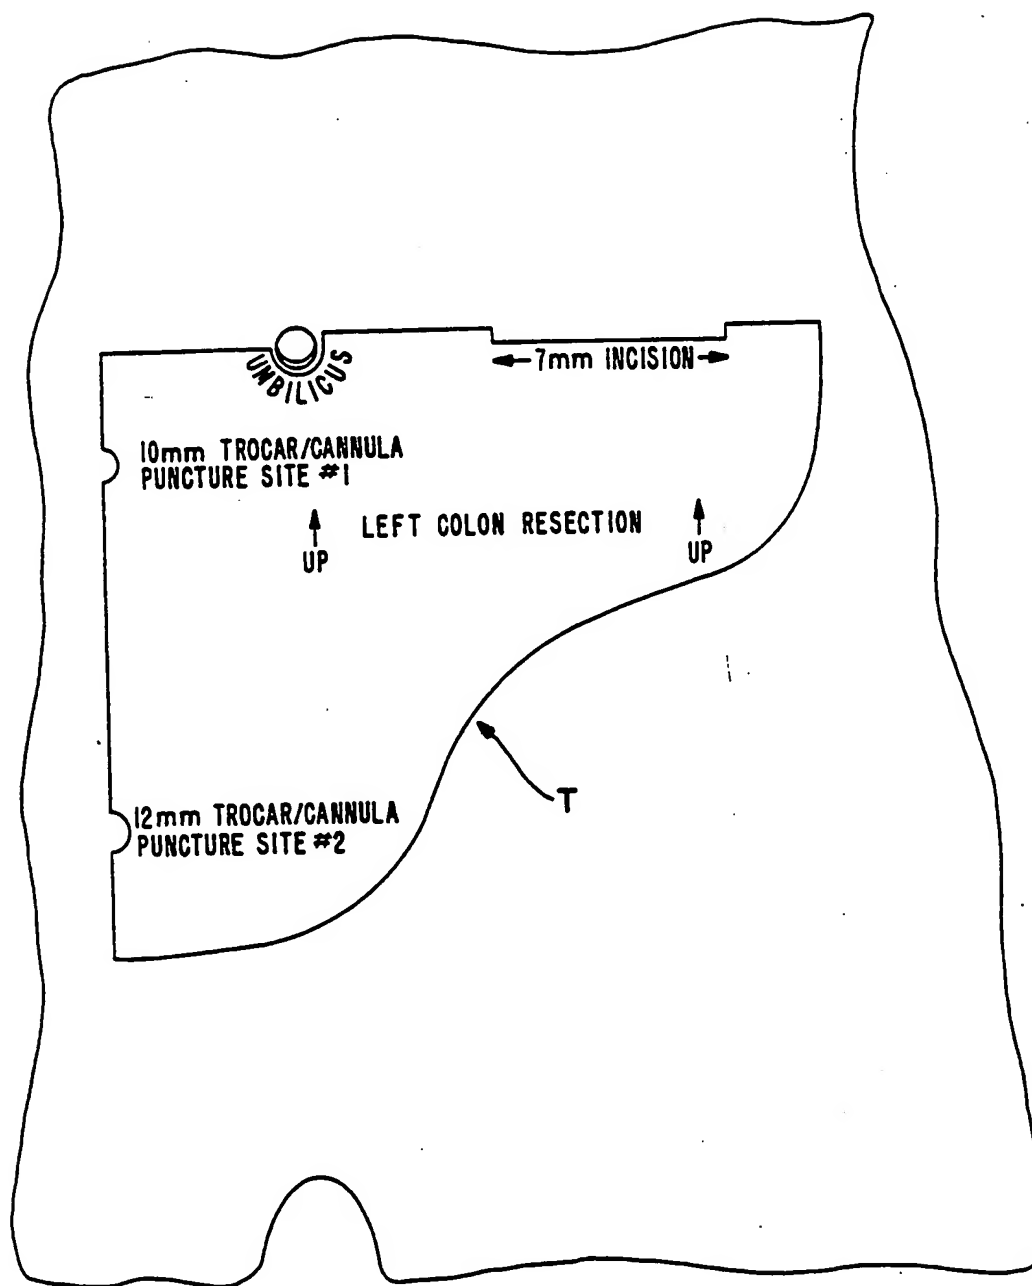 UMBILICUS
7mm INCISION
10mm TROCAR/CANNULA
PUNCTURE SITE #1
LEFT COLON RESECTION
UP
UP
T
12mm TROCAR/CANNULA
PUNCTURE SITE #2